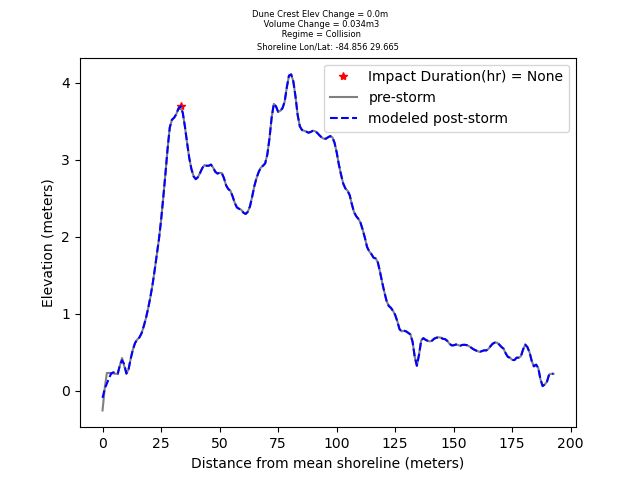 Dune Crest Elev Change = 0.0m
Volume Change = 0.034m3
Regime = Collision
Shoreline Lon/Lat: -84.856 29.665
Impact Duration(hr) = None
pre-storm
modeled post-storm
Elevation (meters)
4
3
2
1
0
0 25 50 75 100 125 150 175 200
Distance from mean shoreline (meters)